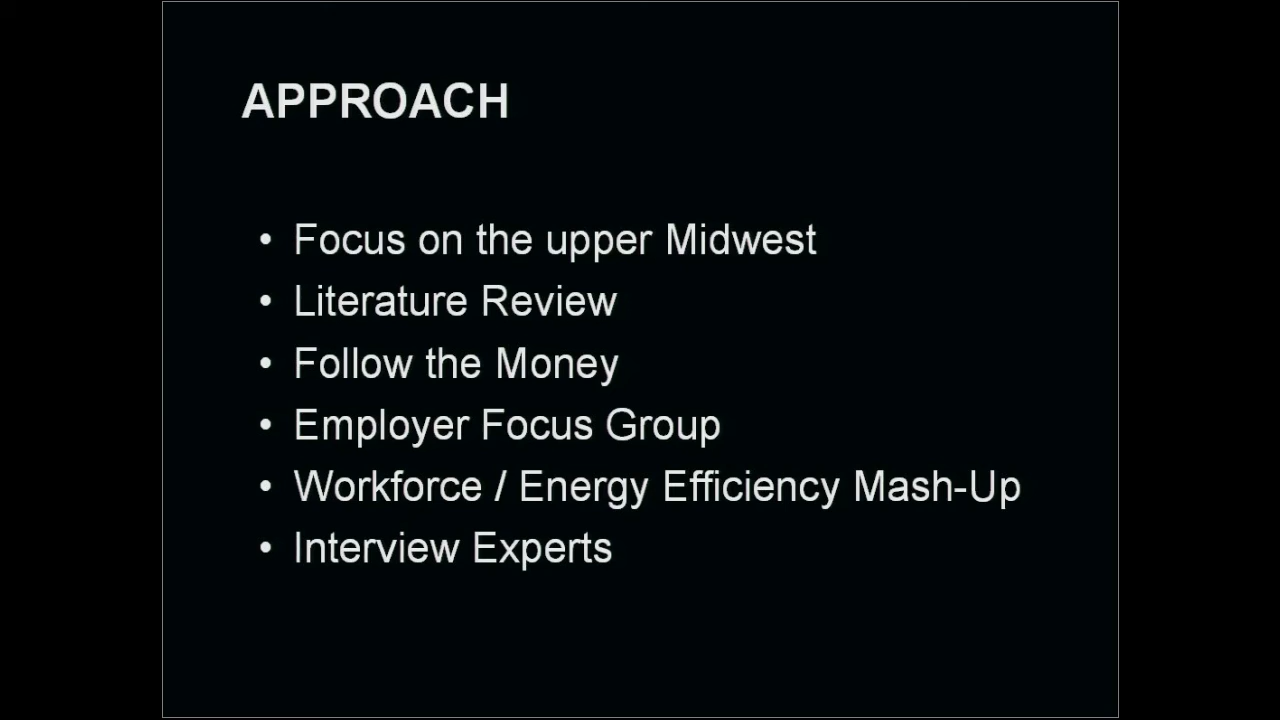 APPROACH
• Focus on the upper Midwest
• Literature Review
• Follow the Money
• Employer Focus Group
• Workforce / Energy Efficiency Mash-Up
• Interview Experts